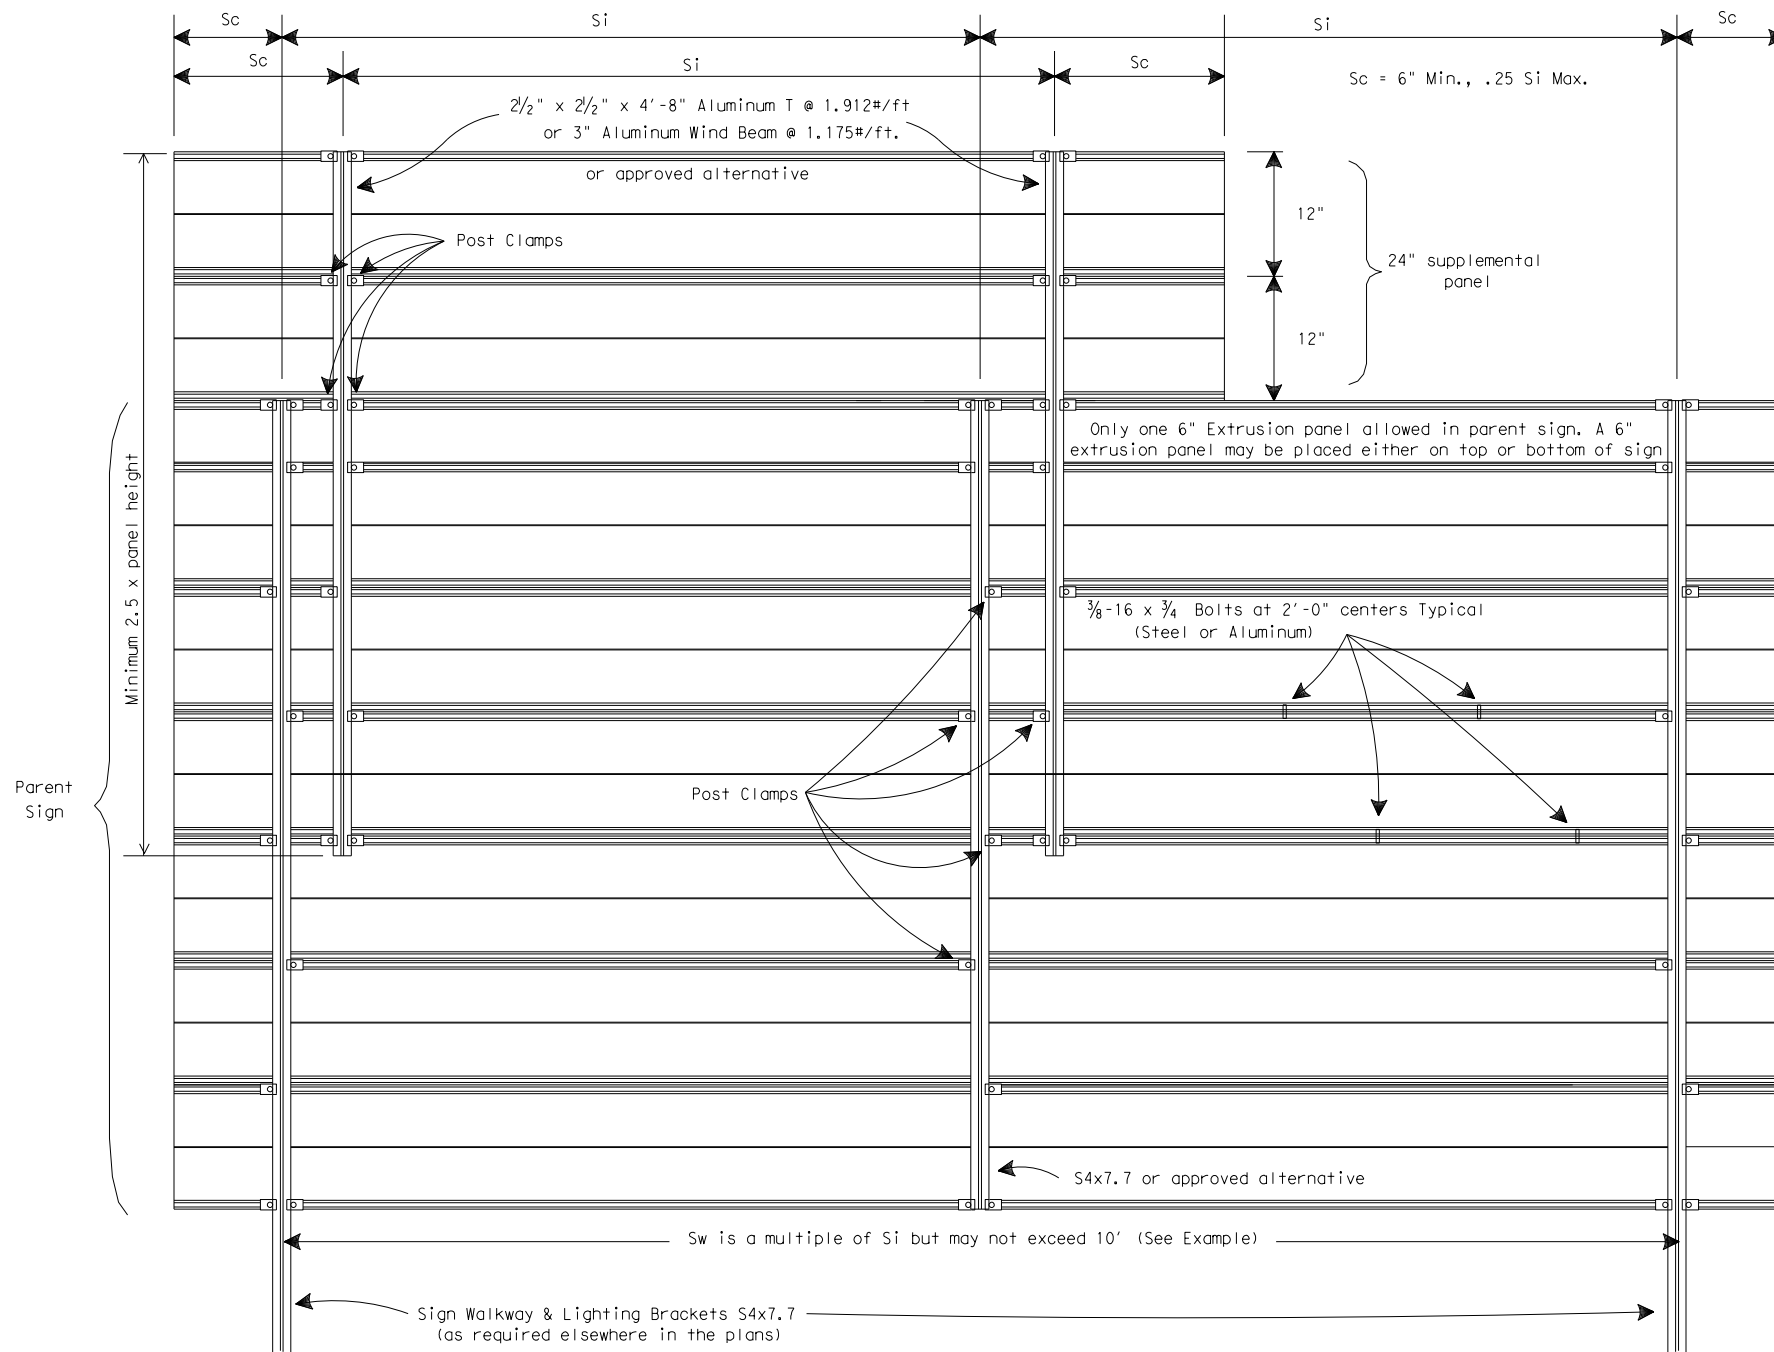 Sc
Si
Si
Sc
Sc
Si
Sc
Sc = 6" Min., .25 Si Max.
2½" x 2½" x 4'-8" Aluminum T @ 1.912#/ft
or 3" Aluminum Wind Beam @ 1.175#/ft.
or approved alternative
12"
Post Clamps
24" supplemental
panel
12"
Only one 6" Extrusion panel allowed in parent sign. A 6"
extrusion panel may be placed either on top or bottom of sign
Minimum 2.5 x panel height
⅜-16 x ¾ Bolts at 2'-0" centers Typical
(Steel or Aluminum)
Parent
Sign
Post Clamps
S4x7.7 or approved alternative
Sw is a multiple of Si but may not exceed 10' (See Example)
Sign Walkway & Lighting Brackets S4x7.7
(as required elsewhere in the plans)